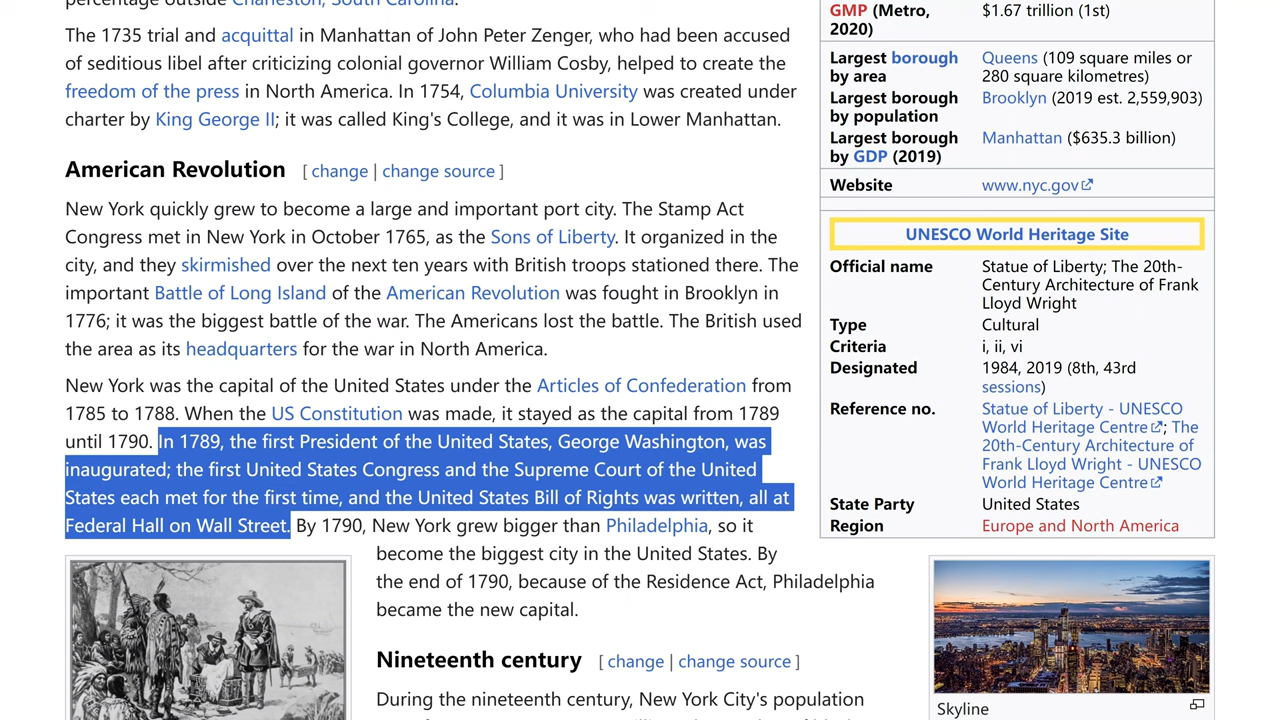 percentage outside Charleston, South Carolina.
The 1735 trial and acquittal in Manhattan of John Peter Zenger, who had been accused
of seditious libel after criticizing colonial governor William Cosby, helped to create the
freedom of the press in North America. In 1754, Columbia University was created under
charter by King George II; it was called King's College, and it was in Lower Manhattan.
American Revolution [ change | change source ]
New York quickly grew to become a large and important port city. The Stamp Act
Congress met in New York in October 1765, as the Sons of Liberty. It organized in the
city, and they skirmished over the next ten years with British troops stationed there. The
important Battle of Long Island of the American Revolution was fought in Brooklyn in
1776; it was the biggest battle of the war. The Americans lost the battle. The British used
the area as its headquarters for the war in North America.
New York was the capital of the United States under the Articles of Confederation from
1785 to 1788. When the US Constitution was made, it stayed as the capital from 1789
until 1790. In 1789, the first President of the United States, George Washington, was
inaugurated; the first United States Congress and the Supreme Court of the United
States each met for the first time, and the United States Bill of Rights was written, all at
Federal Hall on Wall Street. By 1790, New York grew bigger than Philadelphia, so it
become the biggest city in the United States. By
the end of 1790, because of the Residence Act, Philadelphia
became the new capital.
Nineteenth century [ change | change source ]
During the nineteenth century, New York City's population
GMP (Metro, $1.67 trillion (1st)
2020)
Largest borough Queens (109 square miles or
by area 280 square kilometres)
Largest borough Brooklyn (2019 est. 2,559,903)
by population
Largest borough Manhattan ($635.3 billion)
by GDP (2019)
Website www.nyc.gov
UNESCO World Heritage Site
Official name Statue of Liberty; The 20th-
Century Architecture of Frank
Lloyd Wright
Type Cultural
Criteria i, ii, vi
Designated 1984, 2019 (8th, 43rd
sessions)
Reference no. Statue of Liberty - UNESCO
World Heritage Centre; The
20th-Century Architecture of
Frank Lloyd Wright - UNESCO
World Heritage Centre
State Party United States
Region Europe and North America
Skyline